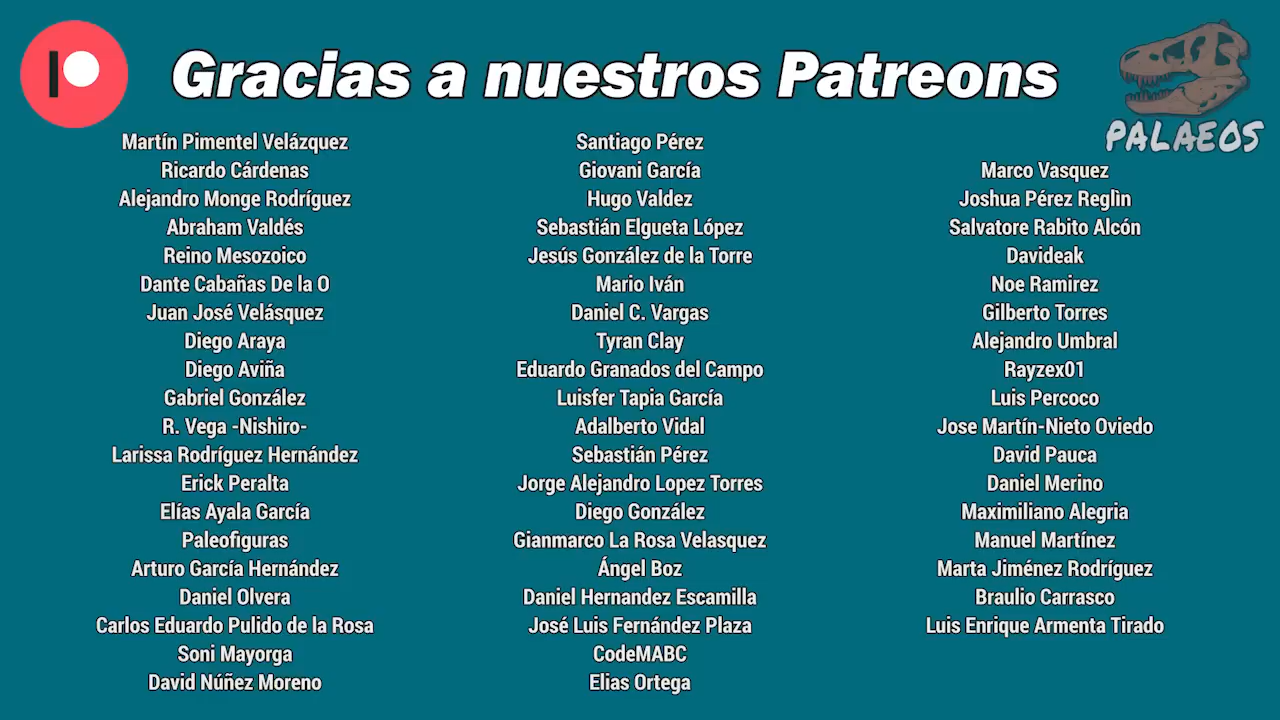 Gracias a nuestros Patreons
PALAEOS
Martín Pimentel Velázquez
Ricardo Cárdenas
Alejandro Monge Rodríguez
Abraham Valdés
Reino Mesozoico
Dante Cabañas De la O
Juan José Velásquez
Diego Araya
Diego Aviña
Gabriel González
R. Vega -Nishiro-
Larissa Rodríguez Hernández
Erick Peralta
Elías Ayala García
Paleofiguras
Arturo García Hernández
Daniel Olvera
Carlos Eduardo Pulido de la Rosa
Soni Mayorga
David Núñez Moreno
Santiago Pérez
Giovani García
Hugo Valdez
Sebastián Elgueta López
Jesús González de la Torre
Mario Iván
Daniel C. Vargas
Tyran Clay
Eduardo Granados del Campo
Luisfer Tapia García
Adalberto Vidal
Sebastián Pérez
Jorge Alejandro Lopez Torres
Diego González
Gianmarco La Rosa Velasquez
Ángel Boz
Daniel Hernandez Escamilla
José Luis Fernández Plaza
CodeMABC
Elias Ortega
Marco Vasquez
Joshua Pérez Reglìn
Salvatore Rabito Alcón
Davideak
Noe Ramirez
Gilberto Torres
Alejandro Umbral
Rayzex01
Luis Percoco
Jose Martín-Nieto Oviedo
David Pauca
Daniel Merino
Maximiliano Alegria
Manuel Martínez
Marta Jiménez Rodríguez
Braulio Carrasco
Luis Enrique Armenta Tirado